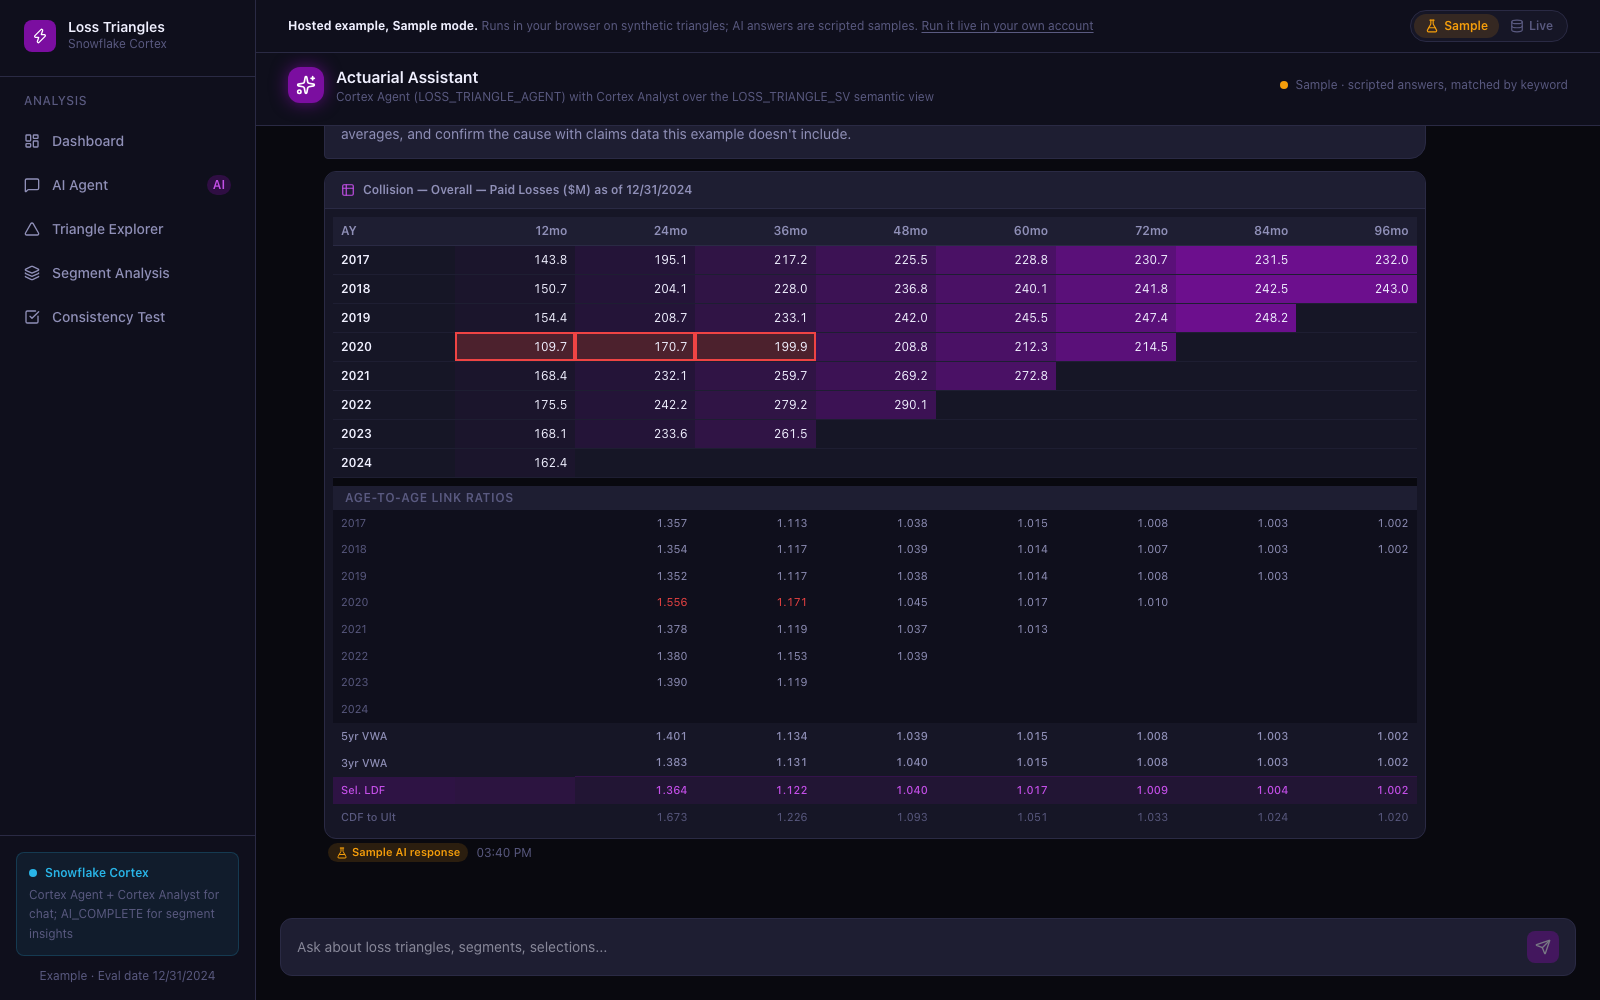 Loss Triangles
Snowflake Cortex
ANALYSIS
Dashboard
AI Agent AI
Triangle Explorer
Segment Analysis
Consistency Test
Snowflake Cortex
Cortex Agent + Cortex Analyst for
chat; AI_COMPLETE for segment
insights
Example · Eval date 12/31/2024
Hosted example, Sample mode. Runs in your browser on synthetic triangles; AI answers are scripted samples. Run it live in your own account
Sample Live
Actuarial Assistant
Cortex Agent (LOSS_TRIANGLE_AGENT) with Cortex Analyst over the LOSS_TRIANGLE_SV semantic view
Sample · scripted answers, matched by keyword
averages, and confirm the cause with claims data this example doesn't include.
Collision — Overall — Paid Losses ($M) as of 12/31/2024
AY 12mo 24mo 36mo 48mo 60mo 72mo 84mo 96mo
2017 143.8 195.1 217.2 225.5 228.8 230.7 231.5 232.0
2018 150.7 204.1 228.0 236.8 240.1 241.8 242.5 243.0
2019 154.4 208.7 233.1 242.0 245.5 247.4 248.2
2020 109.7 170.7 199.9 208.8 212.3 214.5
2021 168.4 232.1 259.7 269.2 272.8
2022 175.5 242.2 279.2 290.1
2023 168.1 233.6 261.5
2024 162.4
AGE-TO-AGE LINK RATIOS
2017 1.357 1.113 1.038 1.015 1.008 1.003 1.002
2018 1.354 1.117 1.039 1.014 1.007 1.003 1.002
2019 1.352 1.117 1.038 1.014 1.008 1.003
2020 1.556 1.171 1.045 1.017 1.010
2021 1.378 1.119 1.037 1.013
2022 1.380 1.153 1.039
2023 1.390 1.119
2024
5yr VWA 1.401 1.134 1.039 1.015 1.008 1.003 1.002
3yr VWA 1.383 1.131 1.040 1.015 1.008 1.003 1.002
Sel. LDF 1.364 1.122 1.040 1.017 1.009 1.004 1.002
CDF to Ult 1.673 1.226 1.093 1.051 1.033 1.024 1.020
Sample AI response 03:40 PM
Ask about loss triangles, segments, selections...